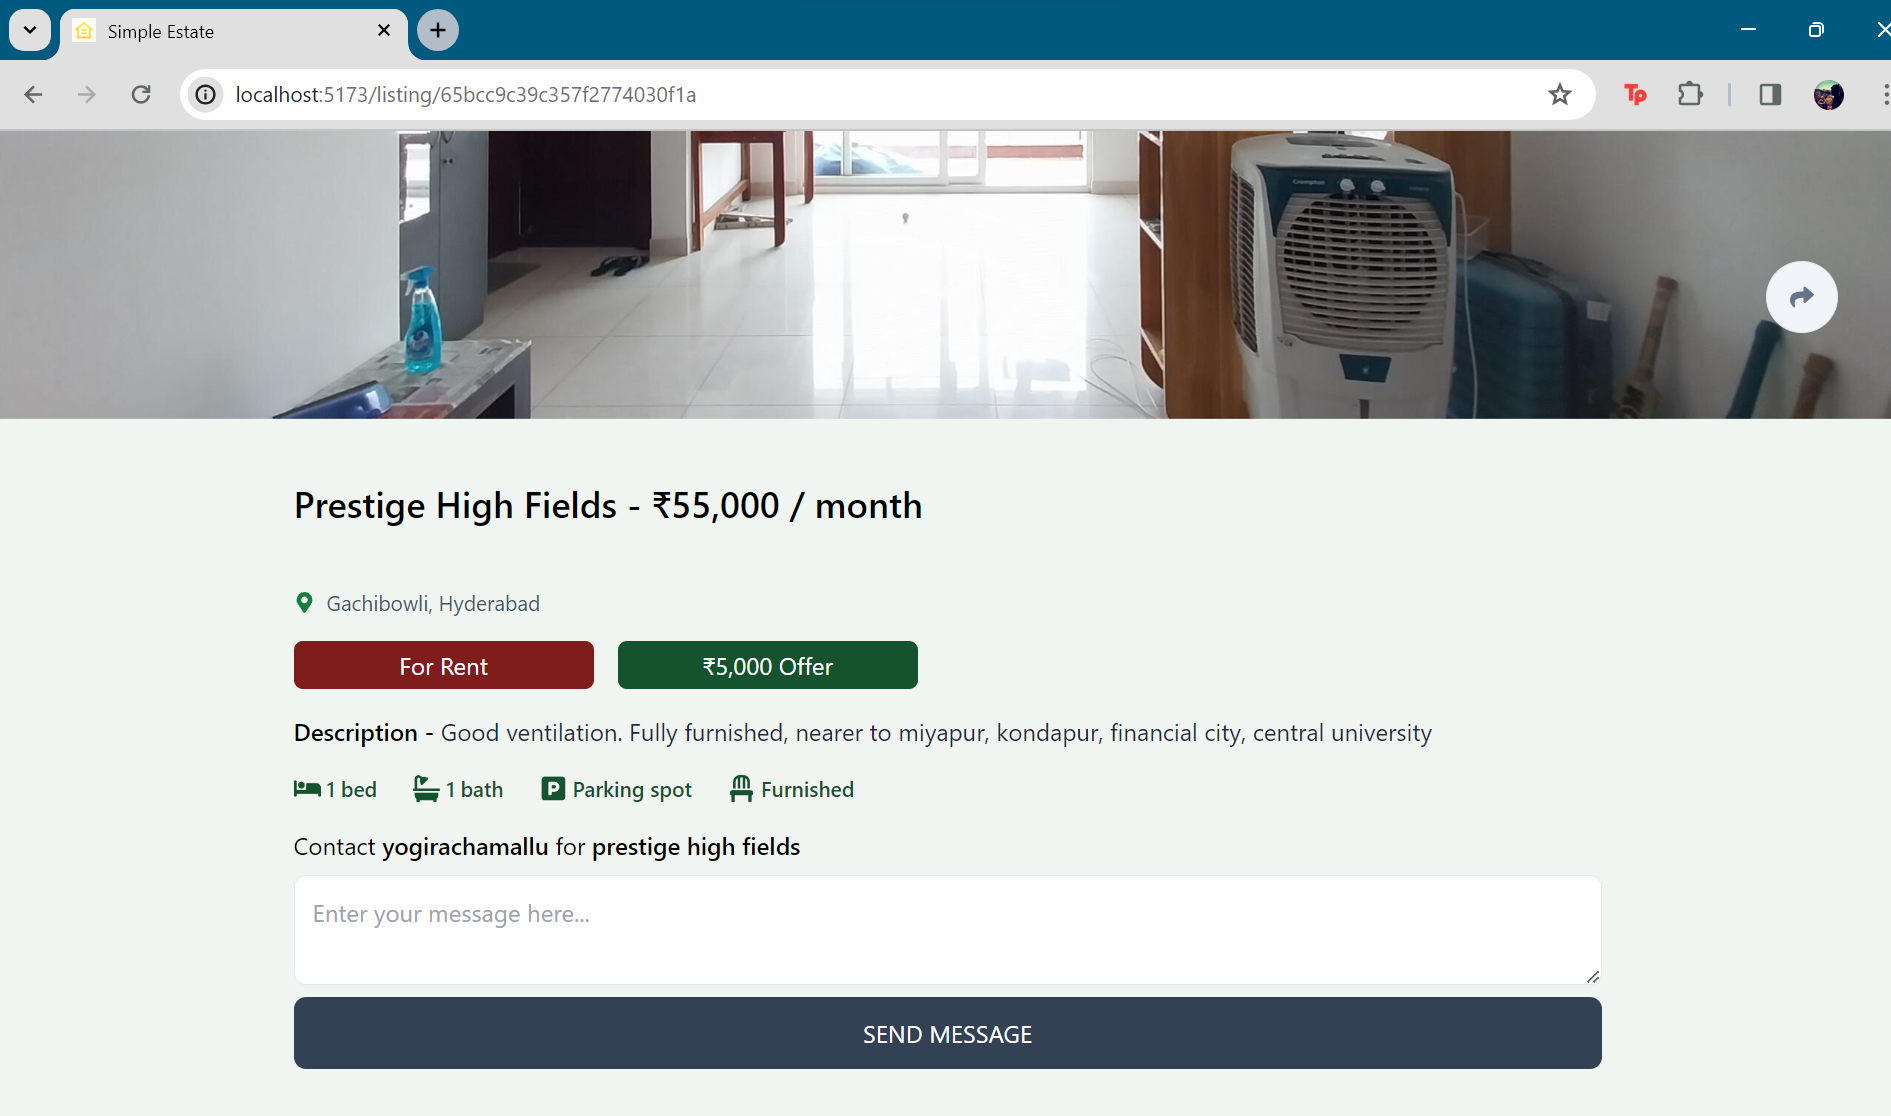 Simple Estate
localhost:5173/listing/65bcc9c39c357f2774030f1a
Tp
Crompton
Prestige High Fields - ₹55,000 / month
Gachibowli, Hyderabad
For Rent
₹5,000 Offer
Description - Good ventilation. Fully furnished, nearer to miyapur, kondapur, financial city, central university
1 bed
1 bath
P Parking spot
Furnished
Contact yogirachamallu for prestige high fields
Enter your message here...
SEND MESSAGE